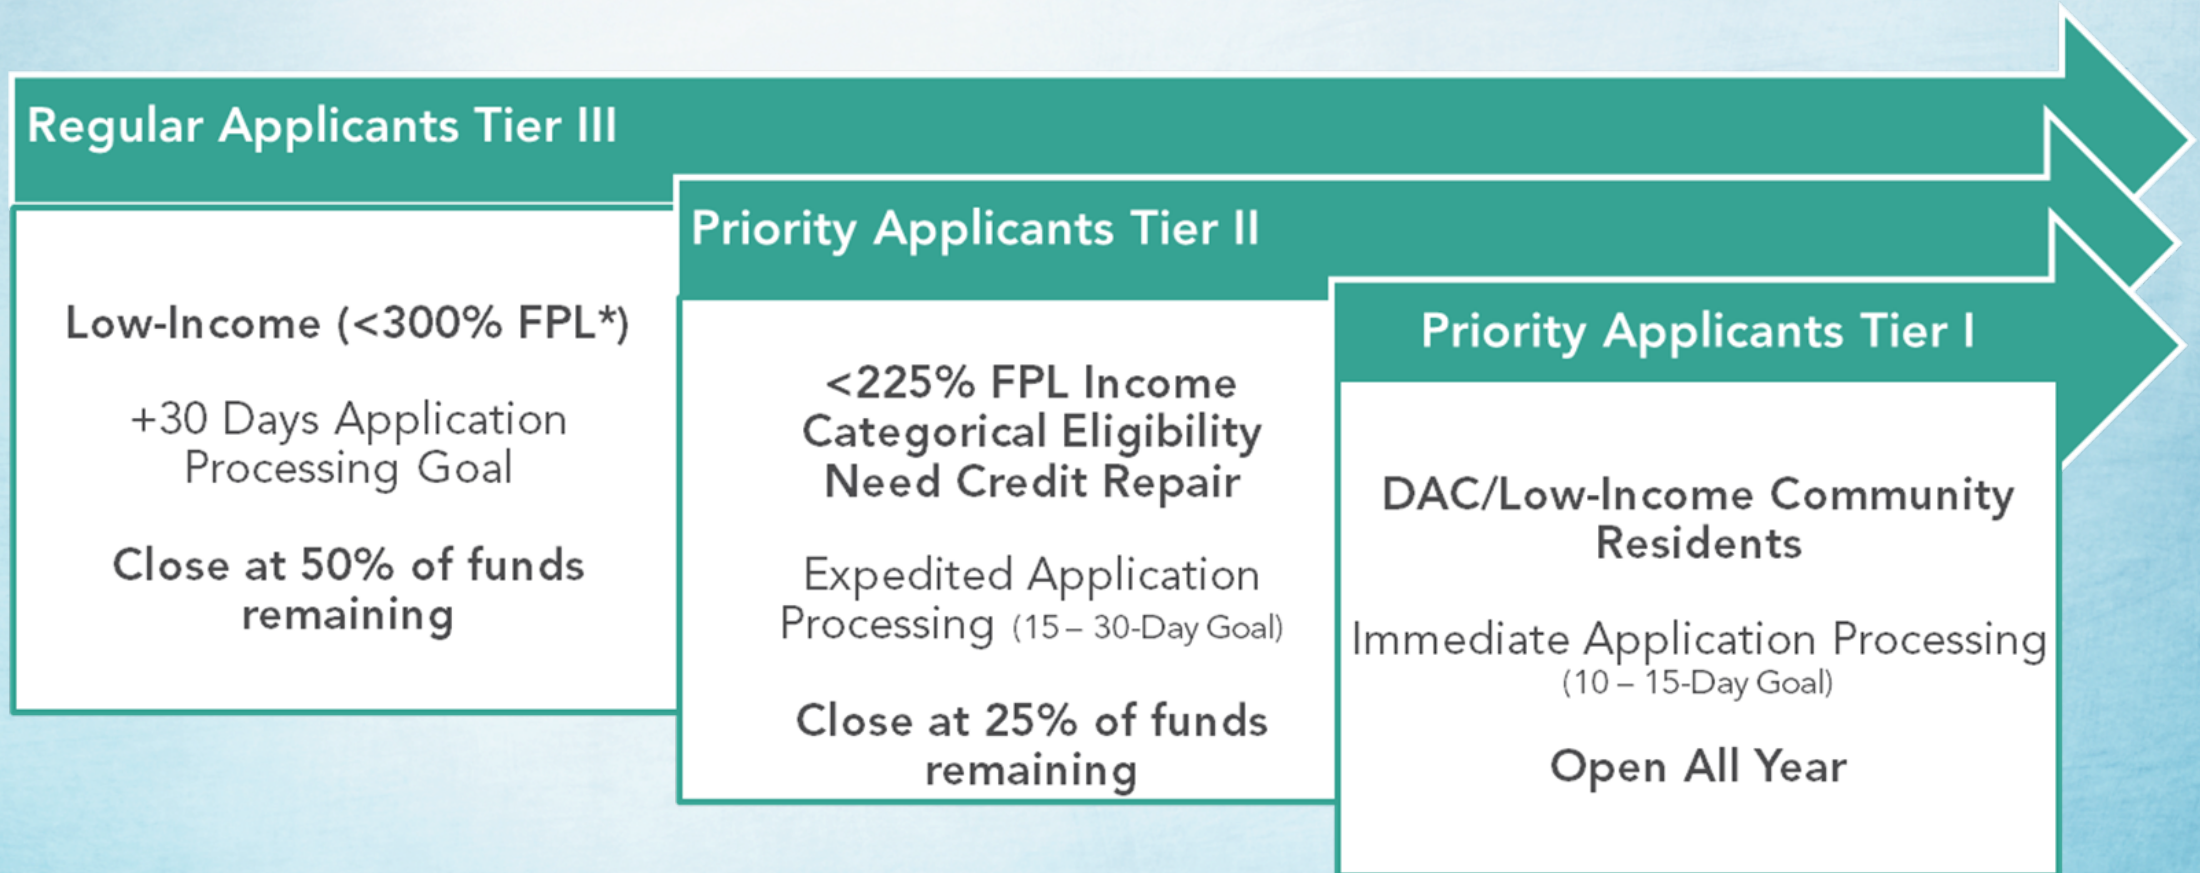 Regular Applicants Tier III
Low-Income (<300% FPL*)
+30 Days Application
Processing Goal
Close at 50% of funds
remaining
Priority Applicants Tier II
<225% FPL Income
Categorical Eligibility
Need Credit Repair
Expedited Application
Processing (15 – 30-Day Goal)
Close at 25% of funds
remaining
Priority Applicants Tier I
DAC/Low-Income Community
Residents
Immediate Application Processing
(10 – 15-Day Goal)
Open All Year